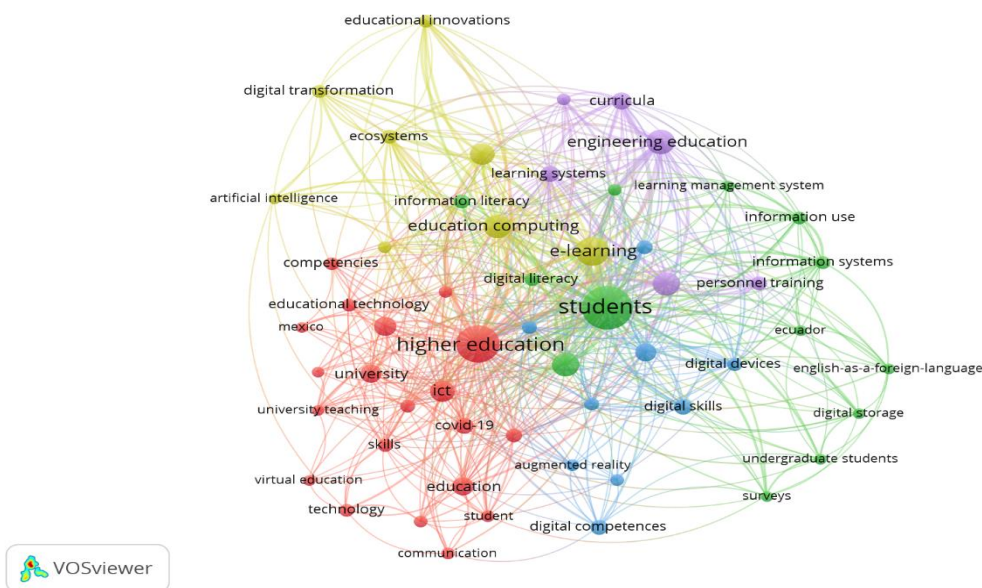 educational innovations
digital transformation
curricula
ecosystems
engineering education
learning systems
learning management system
artificial intelligence
information literacy
information use
education computing
e-learning
competencies
information systems
digital literacy
personnel training
educational technology
students
mexico
ecuador
higher education
digital devices
english-as-a-foreign-language
university
ict
university teaching
digital skills
digital storage
covid-19
skills
undergraduate students
augmented reality
virtual education
education
surveys
technology
student
digital competences
communication
VOSviewer